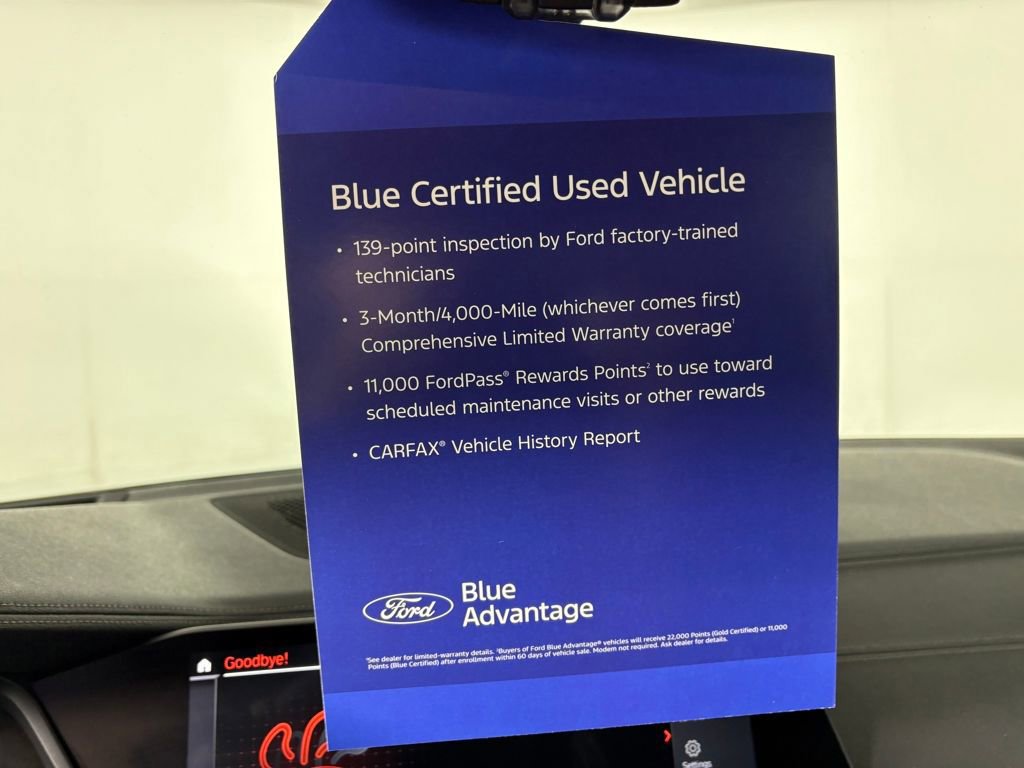 Blue Certified Used Vehicle
• 139-point inspection by Ford factory-trained
technicians
• 3-Month/4,000-Mile (whichever comes first)
Comprehensive Limited Warranty coverage¹
• 11,000 FordPass® Rewards Points² to use toward
scheduled maintenance visits or other rewards
• CARFAX® Vehicle History Report
Ford
Blue
Advantage
¹See dealer for limited-warranty details. ²Buyers of Ford Blue Advantage® vehicles will receive 22,000 Points (Gold Certified) or 11,000
Points (Blue Certified) after enrollment within 60 days of vehicle sale. Modem not required. Ask dealer for details.
Goodbye!
Settings